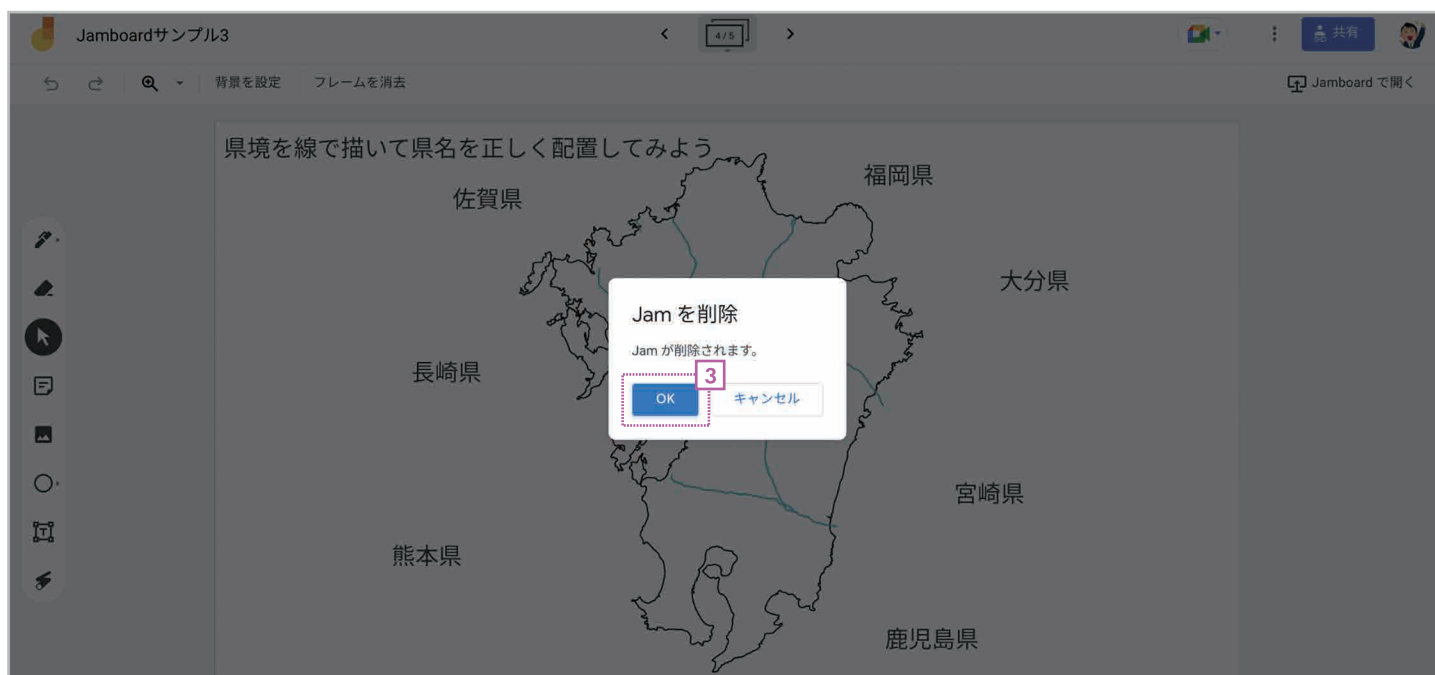 Jamboardサンプル3
4/5
共有
背景を設定 フレームを消去
Jamboard で開く
県境を線で描いて県名を正しく配置してみよう
福岡県
佐賀県
大分県
Jam を削除
Jam が削除されます。
3
OK キャンセル
長崎県
宮崎県
熊本県
鹿児島県